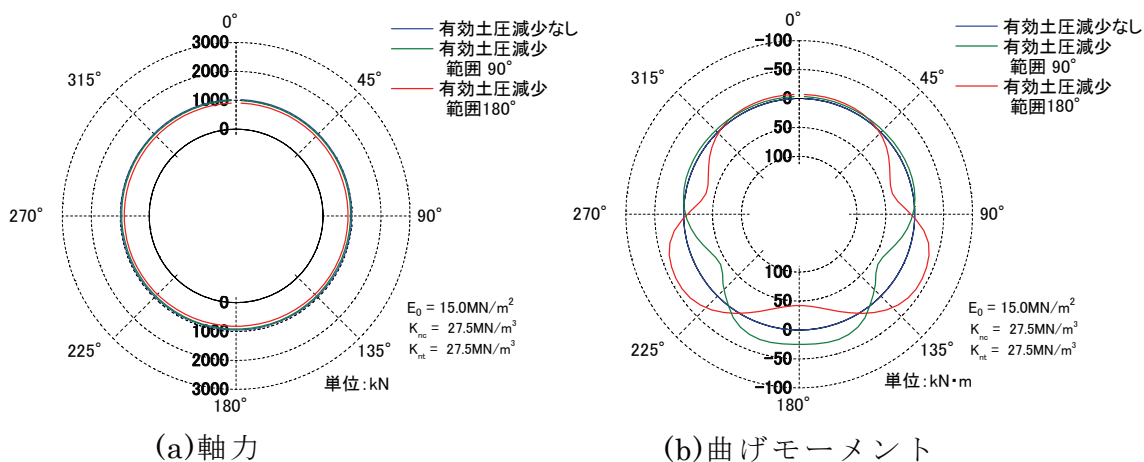 0°
3000
2000
1000
0
315°
45°
270°
90°
0
1000
2000
3000
225°
135°
180°
有効土圧減少なし
有効土圧減少
範囲 90°
有効土圧減少
範囲180°
E0 = 15.0MN/m2
Knc = 27.5MN/m3
Knt = 27.5MN/m3
単位:kN
(a)軸力
0°
-100
-50
0
50
100
315°
45°
270°
90°
100
50
0
-50
-100
225°
135°
180°
有効土圧減少なし
有効土圧減少
範囲 90°
有効土圧減少
範囲180°
E0 = 15.0MN/m2
Knc = 27.5MN/m3
Knt = 27.5MN/m3
単位:kN・m
(b)曲げモーメント